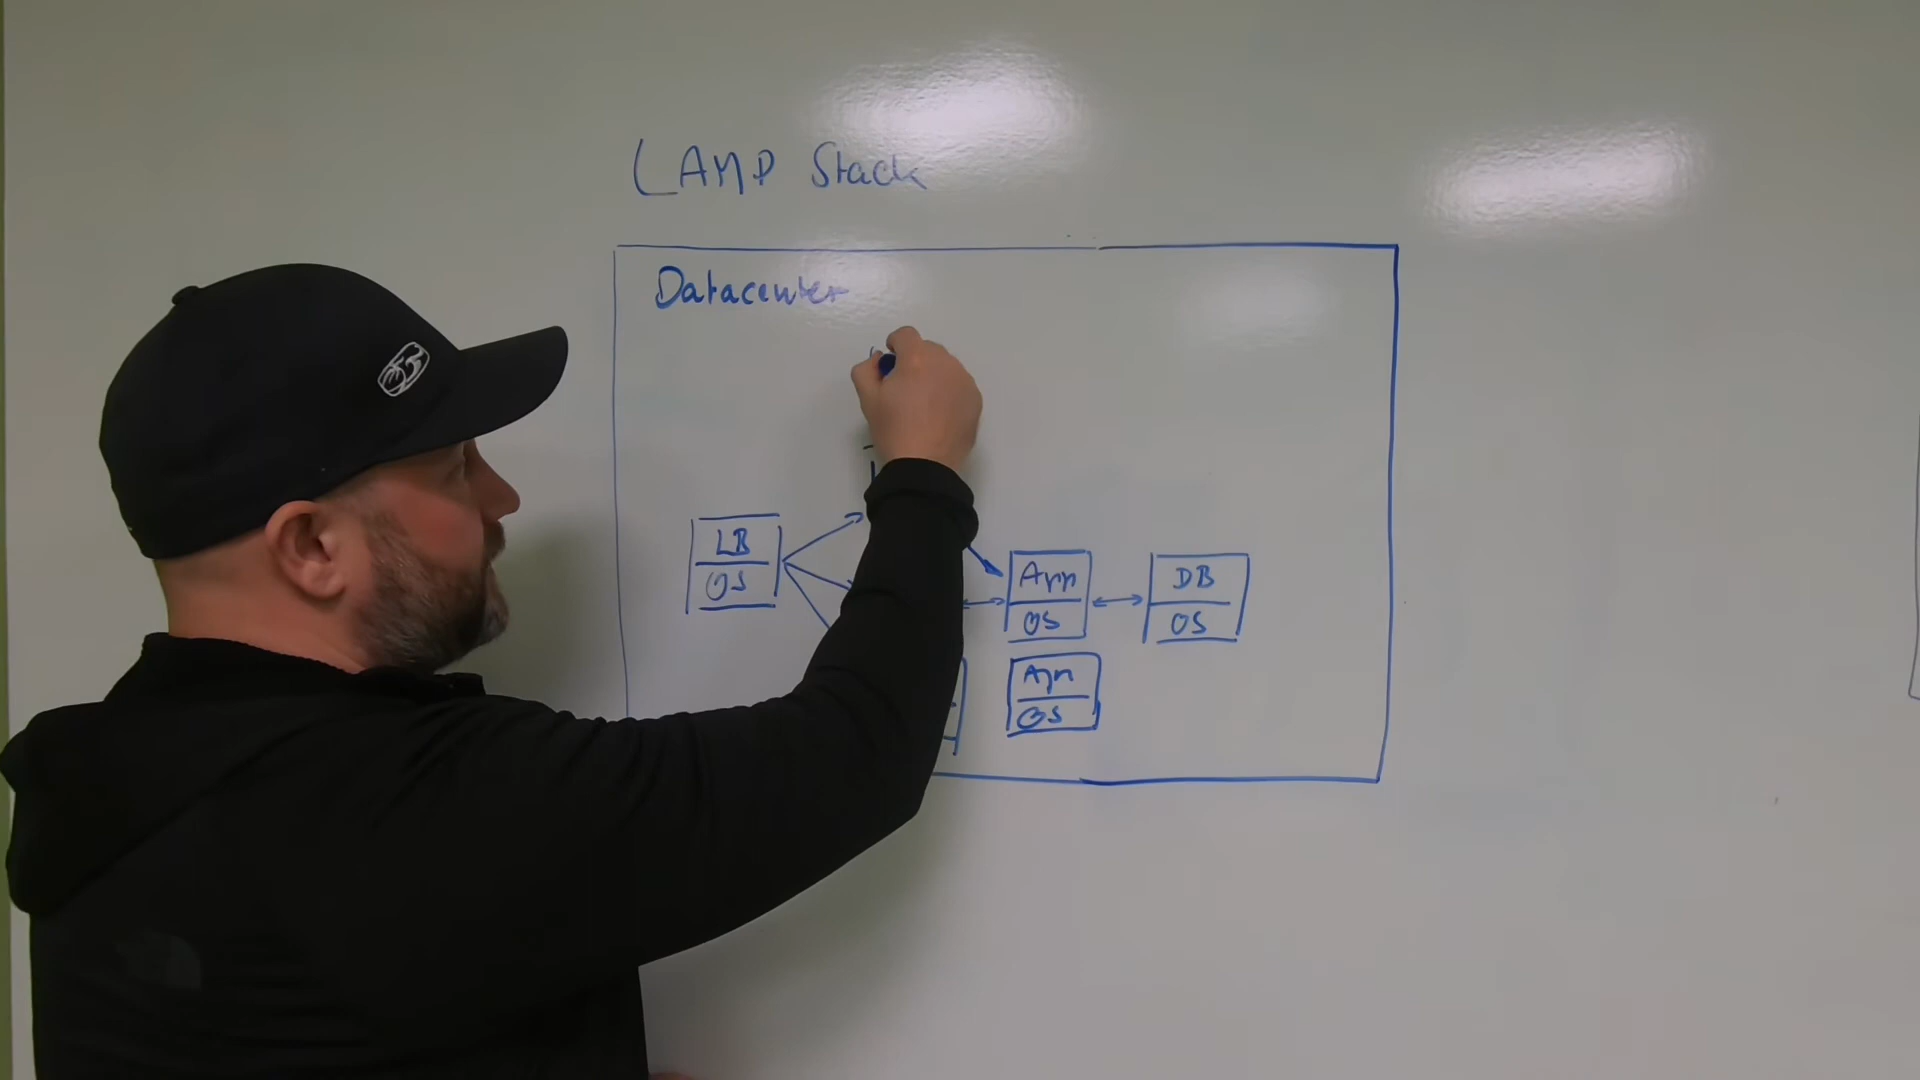 LAMP Stack
Datacenter
LB
OS
App
OS
DB
OS
App
OS